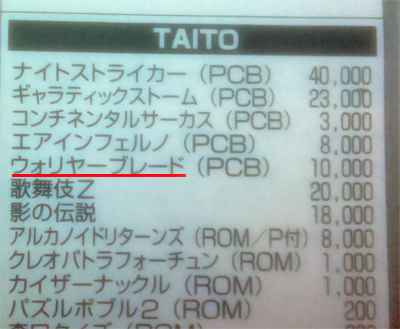 TAITO
ナイトストライカー (PCB) 40,000
ギャラティックストーム (PCB) 23,000
コンチネンタルサーカス (PCB) 3,000
エアインフェルノ (PCB) 8,000
ウォリヤーブレード (PCB) 10,000
歌舞伎Z 20,000
影の伝説 18,000
アルカノイドリターンズ (ROM/P付) 8,000
クレオパトラフォーチュン (ROM) 1,000
カイザーナックル (ROM) 1,000
パズルボブル2 (ROM) 200